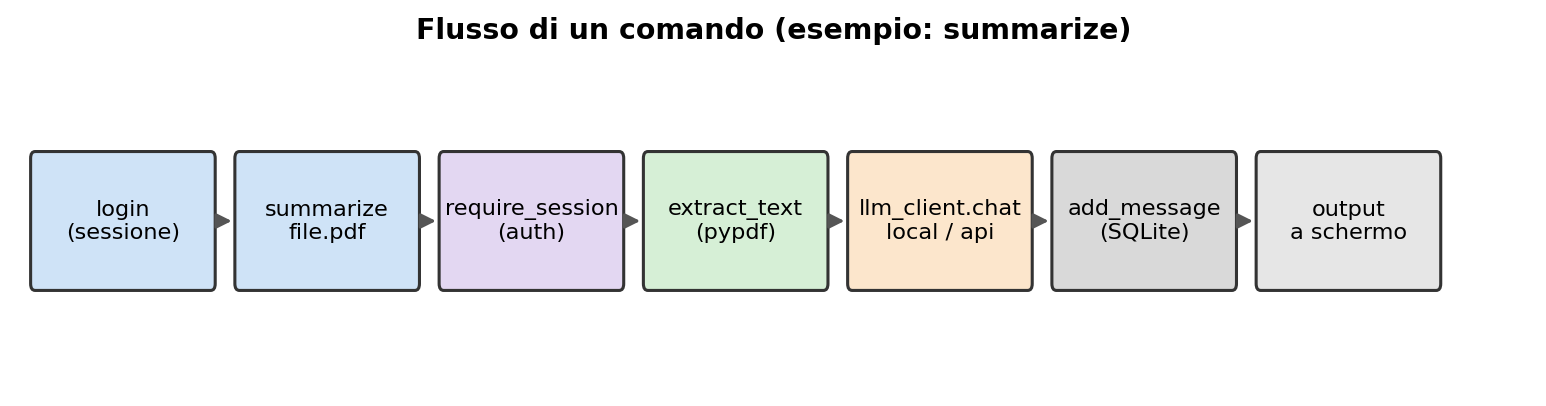 Flusso di un comando (esempio: summarize)
login
(sessione)
summarize
file.pdf
require_session
(auth)
extract_text
(pypdf)
llm_client.chat
local / api
add_message
(SQLite)
output
a schermo